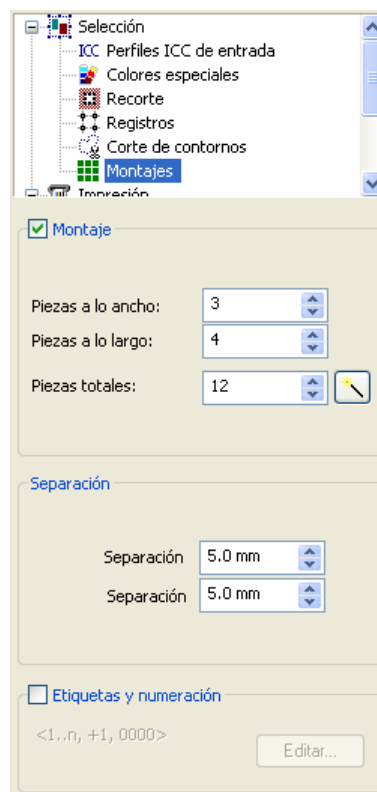 Selección
ICC Perfiles ICC de entrada
Colores especiales
Recorte
Registros
Corte de contornos
Montajes
Impresión
Montaje
Piezas a lo ancho: 3
Piezas a lo largo: 4
Piezas totales: 12
Separación
Separación 5.0 mm
Separación 5.0 mm
Etiquetas y numeración
<1..n, +1, 0000>
Editar...